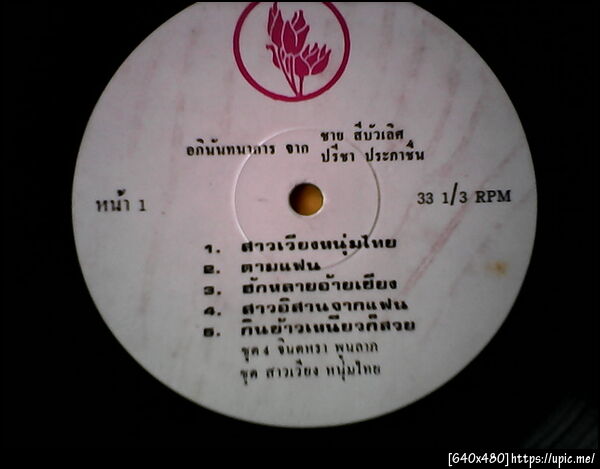 อภินันทนาการ จาก ชาย สีบัวเลิศ
ปรีชา ประภาชื่น
หน้า 1
33 1/3 RPM
1. สาวเวียงหนุ่มไทย
2. ตามแฟน
3. ฮักหลายอ้ายเฮียง
4. สาวอิสานจากแฟน
5. กินข้าวเหนียวก็สวย
ชุด 4 จินตหรา พูนลาภ
ชุด สาวเวียง หนุ่มไทย
[640x480]https://upic.me/